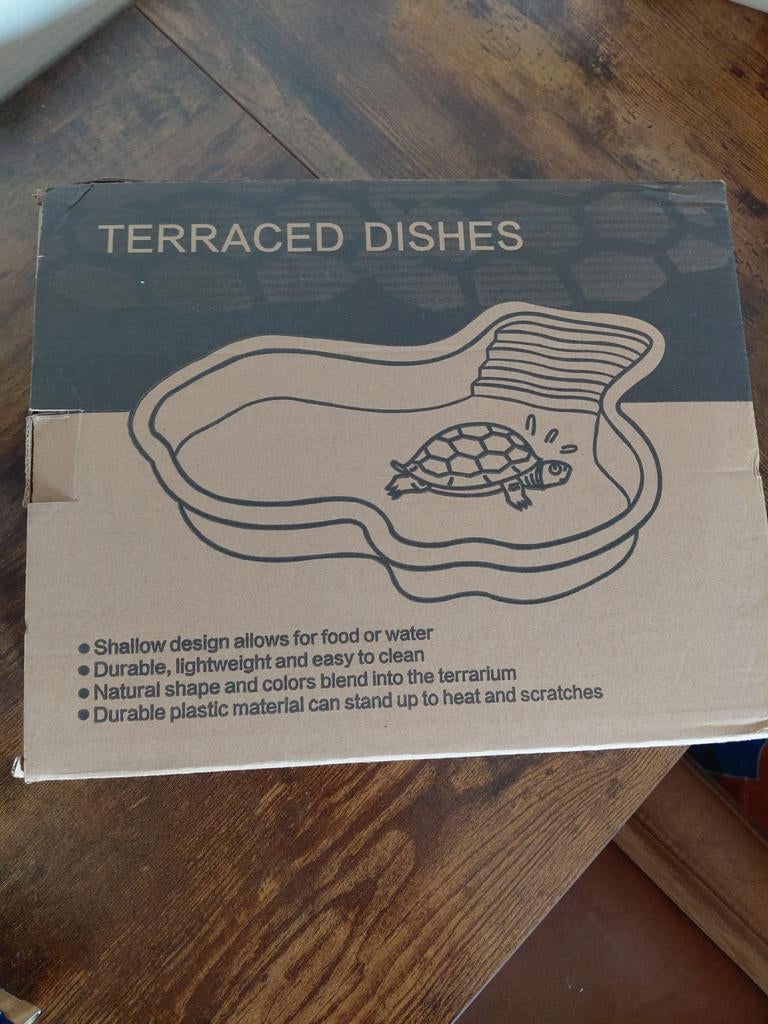 TERRACED DISHES
● Shallow design allows for food or water
● Durable, lightweight and easy to clean
● Natural shape and colors blend into the terrarium
● Durable plastic material can stand up to heat and scratches